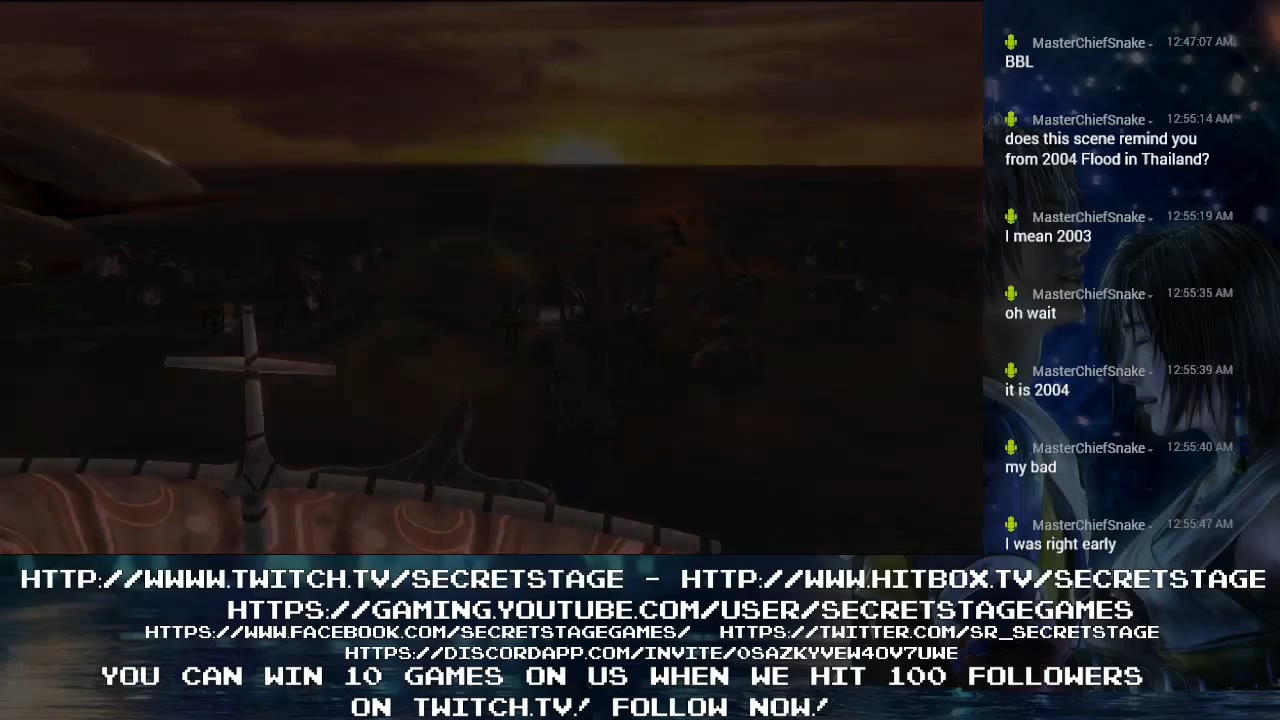 MasterChiefSnake 12:47:07 AM
BBL
MasterChiefSnake 12:55:14 AM
does this scene remind you
from 2004 Flood in Thailand?
MasterChiefSnake 12:55:19 AM
I mean 2003
MasterChiefSnake 12:55:35 AM
oh wait
MasterChiefSnake 12:55:39 AM
it is 2004
MasterChiefSnake 12:55:40 AM
my bad
MasterChiefSnake 12:55:47 AM
I was right early
HTTP://WWWW.TWITCH.TV/SECRETSTAGE - HTTP://WWW.HITBOX.TV/SECRETSTAGE
HTTPS://GAMING.YOUTUBE.COM/USER/SECRETSTAGEGAMES
HTTPS://WWW.FACEBOOK.COM/SECRETSTAGEGAMES/ HTTPS://TWITTER.COM/SR_SECRETSTAGE
HTTPS://DISCORDAPP.COM/INVITE/0SAZKYVEW4OV7UWE
YOU CAN WIN 10 GAMES ON US WHEN WE HIT 100 FOLLOWERS
ON TWITCH.TV! FOLLOW NOW!